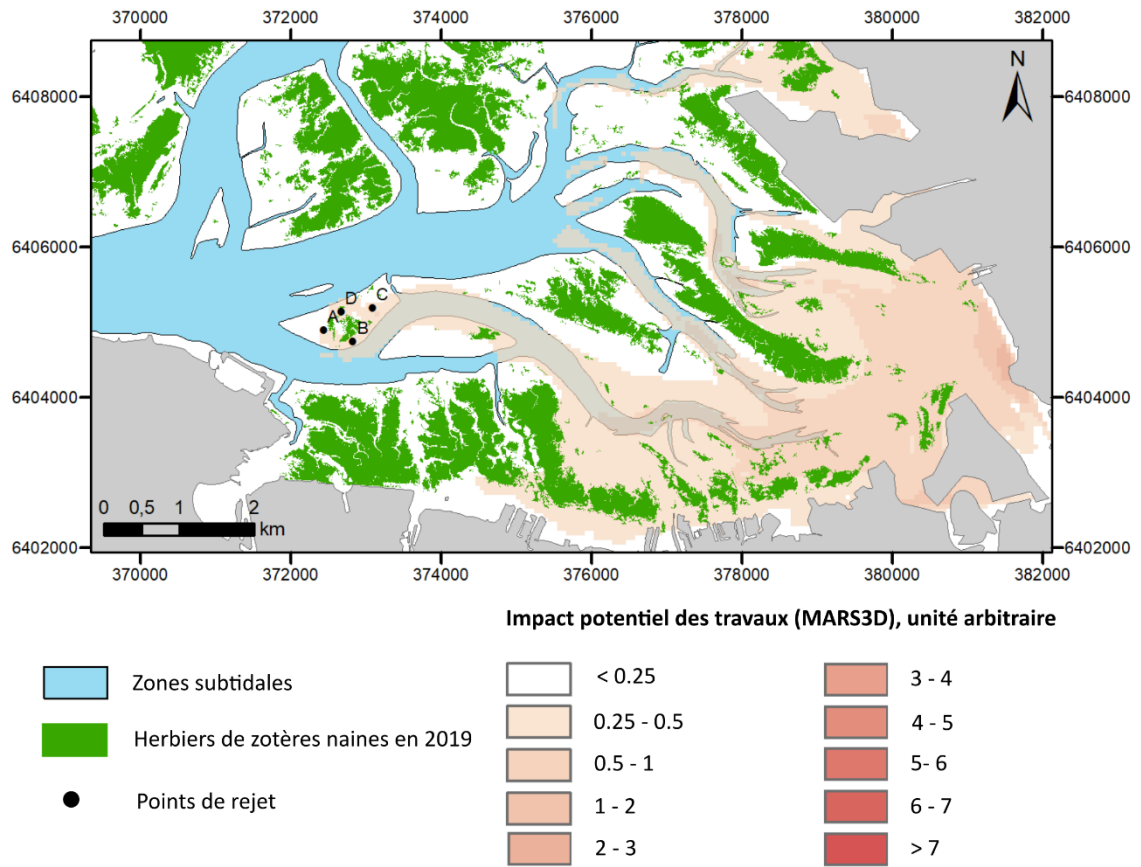 370000 372000 374000 376000 378000 380000 382000
N
6408000 6408000
6406000 6406000
D C
A
B
6404000 6404000
0 0,5 1 2
km
6402000 6402000
370000 372000 374000 376000 378000 380000 382000
Impact potentiel des travaux (MARS3D), unité arbitraire
Zones subtidales
Herbiers de zotères naines en 2019
Points de rejet
< 0.25
0.25 - 0.5
0.5 - 1
1 - 2
2 - 3
3 - 4
4 - 5
5- 6
6 - 7
> 7